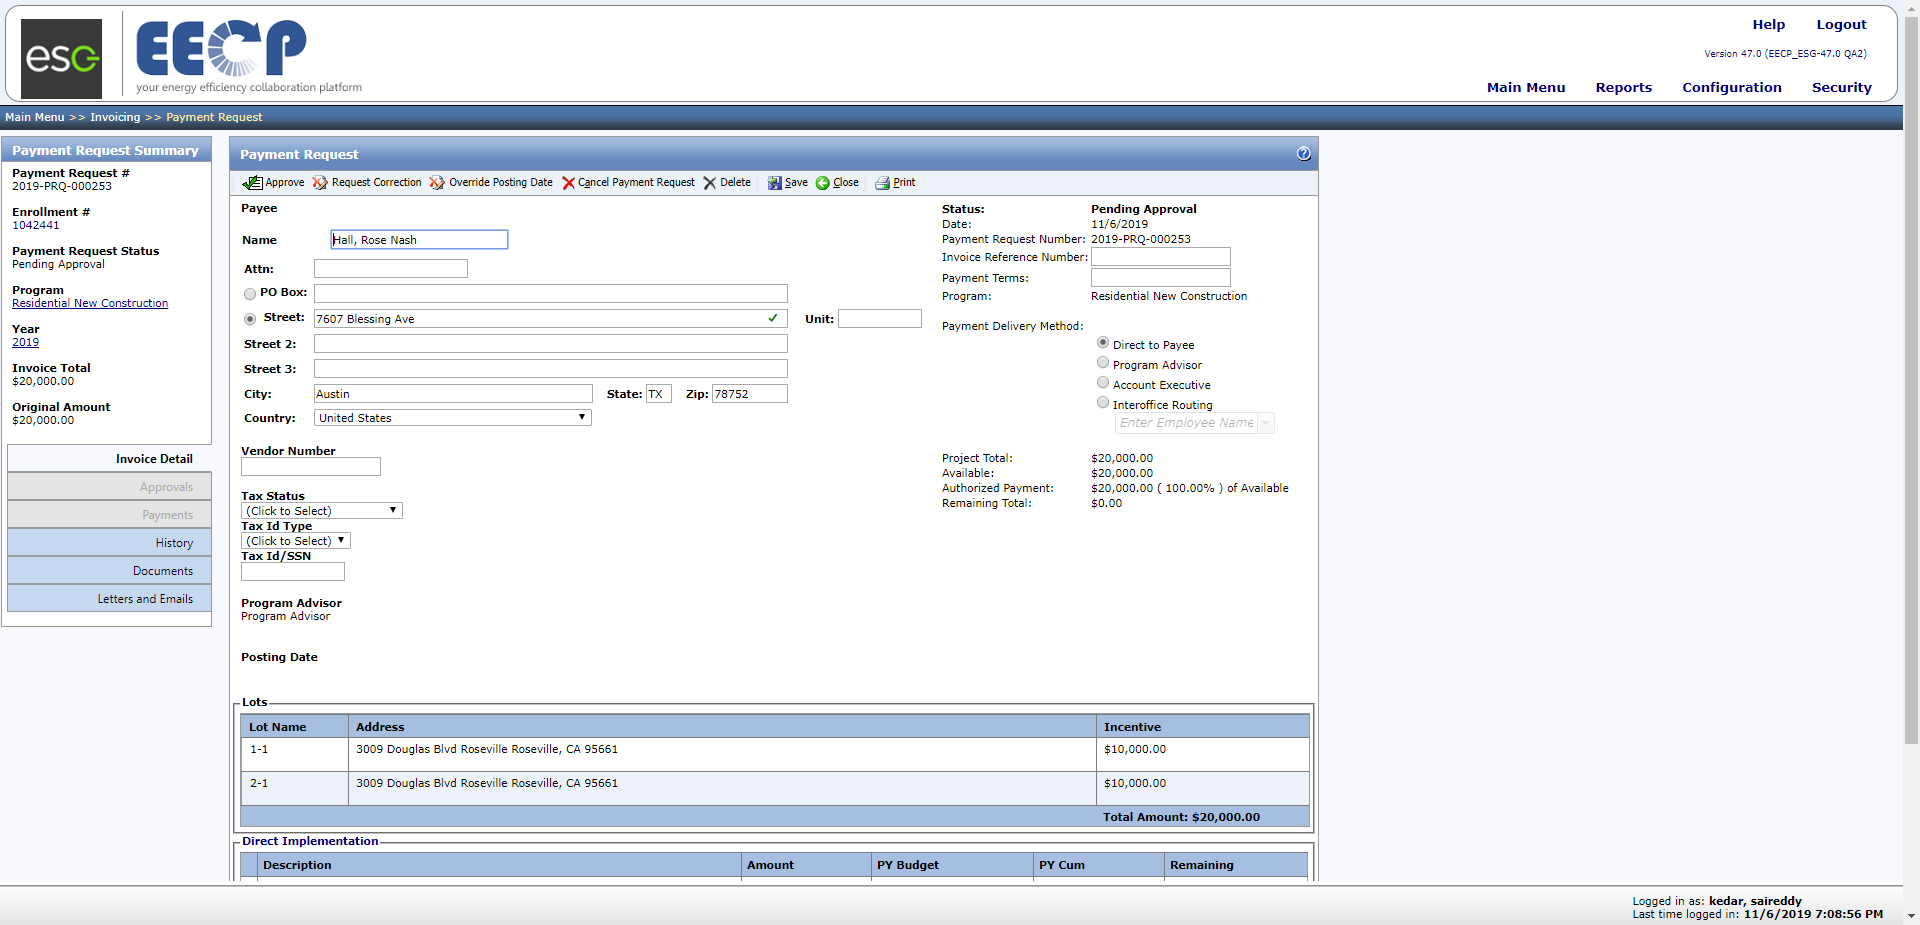 esg
EECP
your energy efficiency collaboration platform
Help Logout
Version 47.0 (EECP_ESG-47.0 QA2)
Main Menu Reports Configuration Security
Main Menu >> Invoicing >> Payment Request
Payment Request Summary
Payment Request #
2019-PRQ-000253
Enrollment #
1042441
Payment Request Status
Pending Approval
Program
Residential New Construction
Year
2019
Invoice Total
$20,000.00
Original Amount
$20,000.00
Invoice Detail
Approvals
Payments
History
Documents
Letters and Emails
Payment Request
Approve Request Correction Override Posting Date Cancel Payment Request Delete Save Close Print
Payee
Name Hall, Rose Nash
Attn:
PO Box:
Street: 7607 Blessing Ave Unit:
Street 2:
Street 3:
City: Austin State: TX Zip: 78752
Country: United States
Vendor Number
Tax Status
(Click to Select)
Tax Id Type
(Click to Select)
Tax Id/SSN
Program Advisor
Program Advisor
Posting Date
Status: Pending Approval
Date: 11/6/2019
Payment Request Number: 2019-PRQ-000253
Invoice Reference Number:
Payment Terms:
Program: Residential New Construction
Payment Delivery Method:
Direct to Payee
Program Advisor
Account Executive
Interoffice Routing
Enter Employee Name
Project Total: $20,000.00
Available: $20,000.00
Authorized Payment: $20,000.00 ( 100.00% ) of Available
Remaining Total: $0.00
Lots
Lot Name Address Incentive
1-1 3009 Douglas Blvd Roseville Roseville, CA 95661 $10,000.00
2-1 3009 Douglas Blvd Roseville Roseville, CA 95661 $10,000.00
Total Amount: $20,000.00
Direct Implementation
Description Amount PY Budget PY Cum Remaining
Logged in as: kedar, saireddy
Last time logged in: 11/6/2019 7:08:56 PM